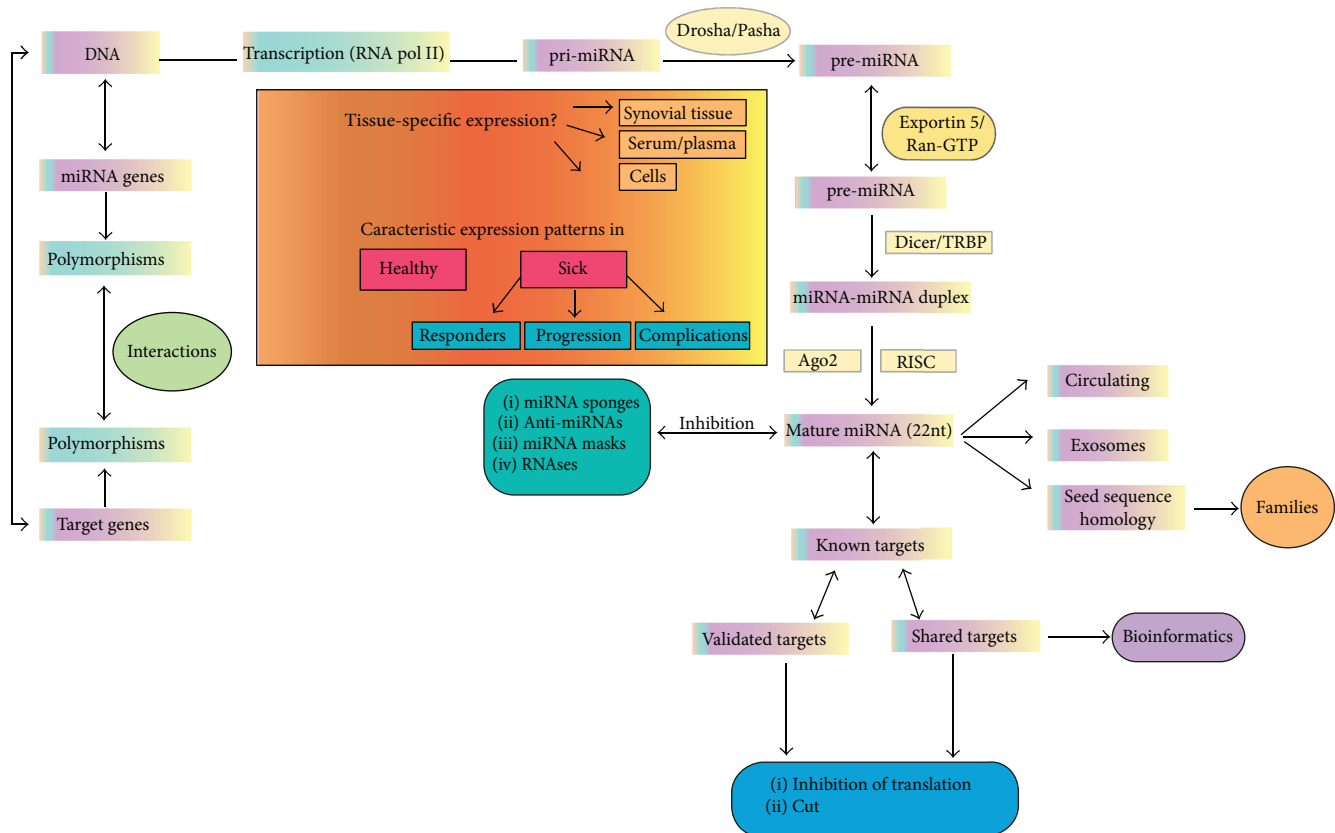 Drosha/Pasha
DNA
Transcription (RNA pol II)
pri-miRNA
pre-miRNA
Tissue-specific expression?
Synovial tissue
Serum/plasma
Cells
Exportin 5/
Ran-GTP
miRNA genes
pre-miRNA
Caracteristic expression patterns in
Dicer/TRBP
Polymorphisms
Healthy
Sick
miRNA-miRNA duplex
Responders
Progression
Complications
Interactions
Ago2
RISC
Circulating
(i) miRNA sponges
(ii) Anti-miRNAs
(iii) miRNA masks
(iv) RNAses
Inhibition
Mature miRNA (22nt)
Polymorphisms
Exosomes
Seed sequence
homology
Families
Target genes
Known targets
Validated targets
Shared targets
Bioinformatics
(i) Inhibition of translation
(ii) Cut